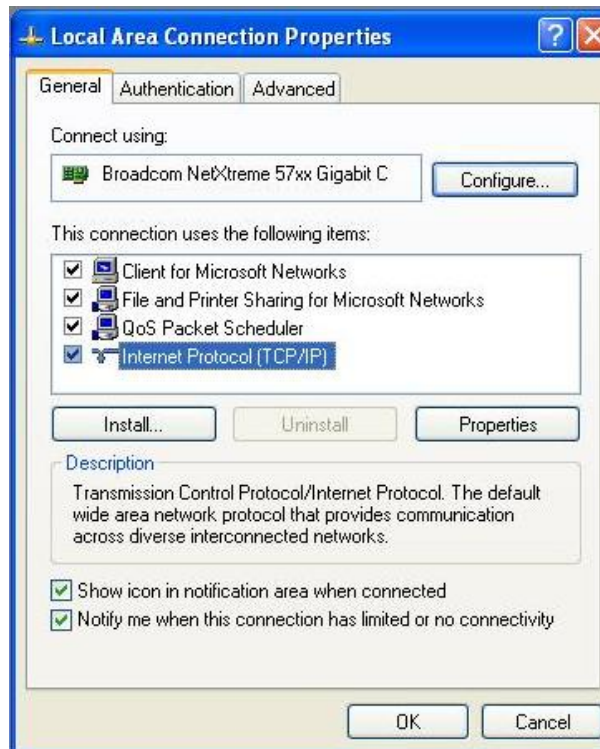 Local Area Connection Properties
?
General Authentication Advanced
Connect using:
Broadcom NetXtreme 57xx Gigabit C
Configure...
This connection uses the following items:
Client for Microsoft Networks
File and Printer Sharing for Microsoft Networks
QoS Packet Scheduler
Internet Protocol (TCP/IP)
Install... Uninstall Properties
Description
Transmission Control Protocol/Internet Protocol. The default
wide area network protocol that provides communication
across diverse interconnected networks.
Show icon in notification area when connected
Notify me when this connection has limited or no connectivity
OK Cancel